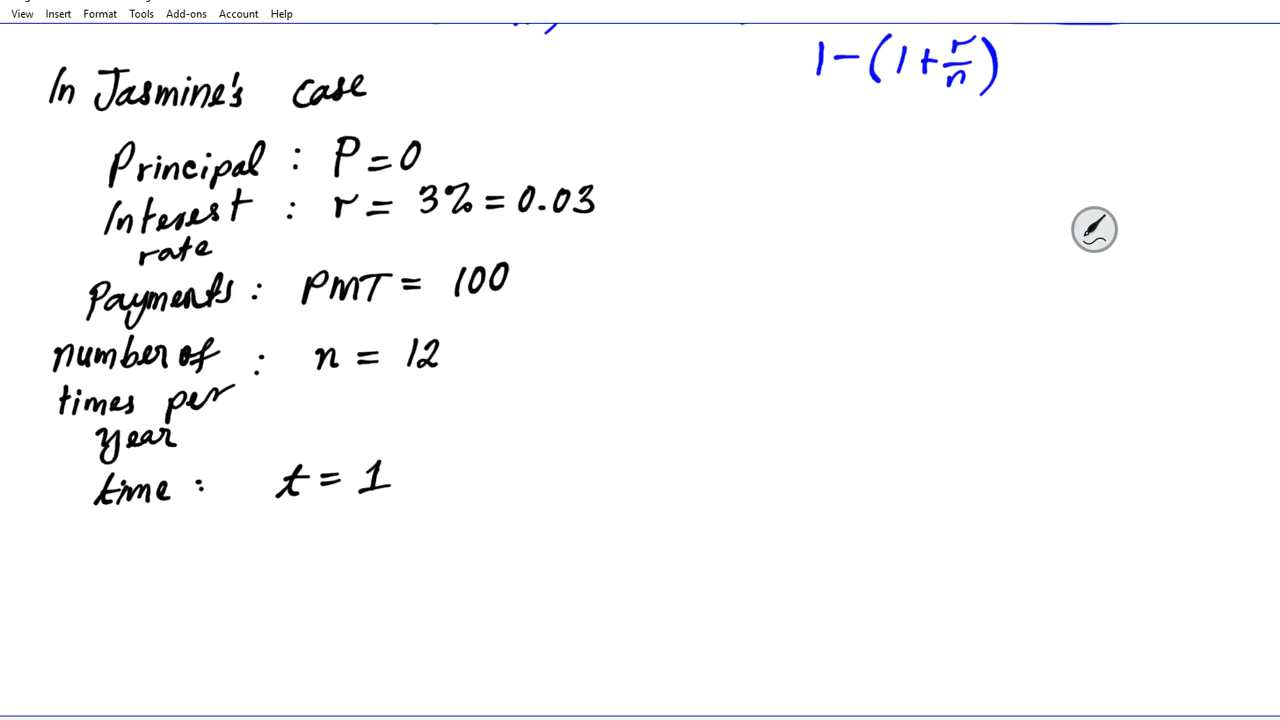 View Insert Format Tools Add-ons Account Help
1-(1+r/n)
In Jasmine's case
Principal : P=0
Interest : r = 3% = 0.03
rate
Payments : PMT = 100
number of : n = 12
times per
year
time : t = 1